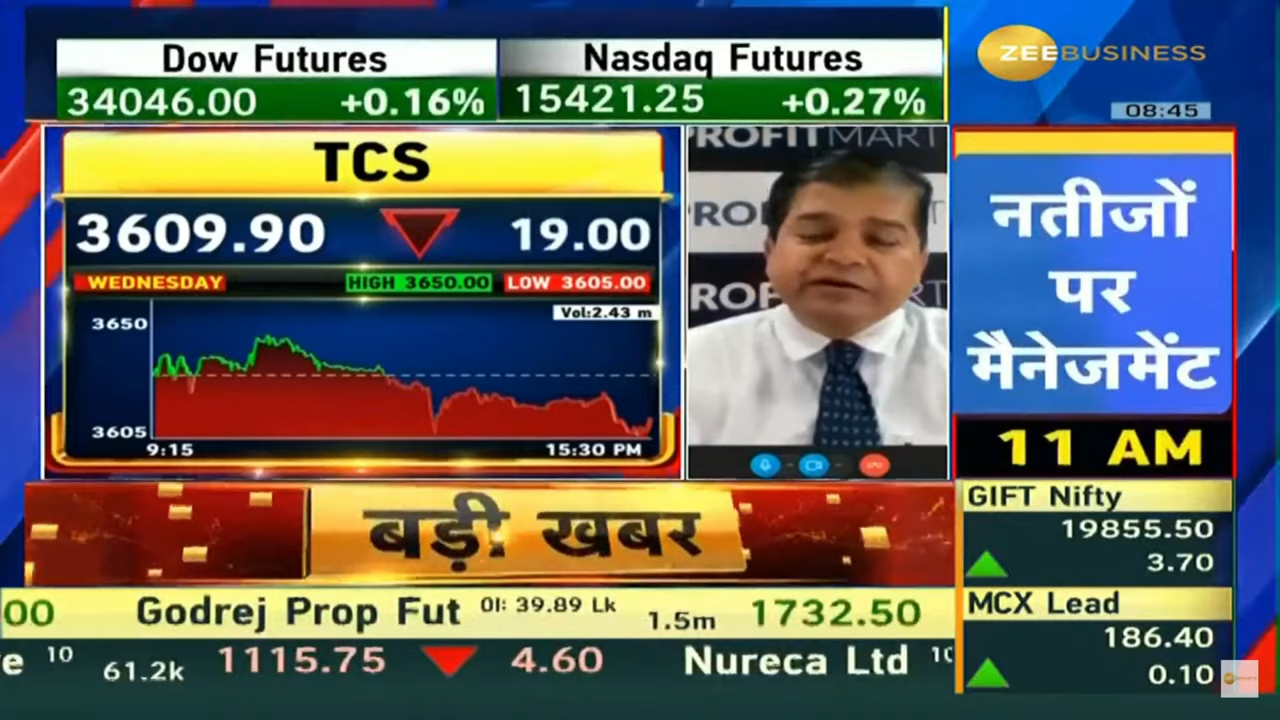 Dow Futures
34046.00 +0.16%
Nasdaq Futures
15421.25 +0.27%
ZEEBUSINESS
08:45
TCS
3609.90 19.00
WEDNESDAY HIGH 3650.00 LOW 3605.00
Vol:2.43 m
3650
3605
9:15 15:30 PM
PROFITMART
नतीजों
पर
मैनेजमेंट
11 AM
GIFT Nifty
19855.50
3.70
MCX Lead
186.40
0.10
बड़ी खबर
00 Godrej Prop Fut OI: 39.89 Lk 1.5m 1732.50
e 10 61.2k 1115.75 4.60 Nureca Ltd 10